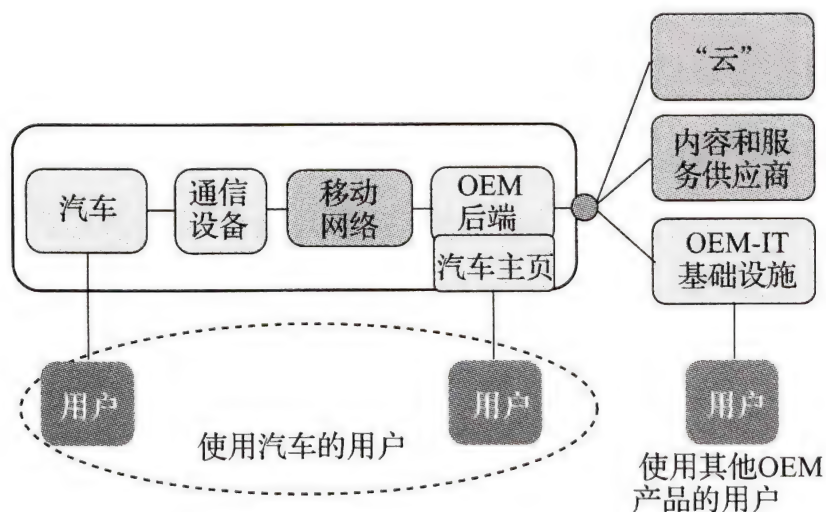 “云”
内容和服
务供应商
汽车
通信
设备
移动
网络
OEM
后端
汽车主页
OEM-IT
基础设施
用户
用户
用户
使用汽车的用户
使用其他OEM
产品的用户